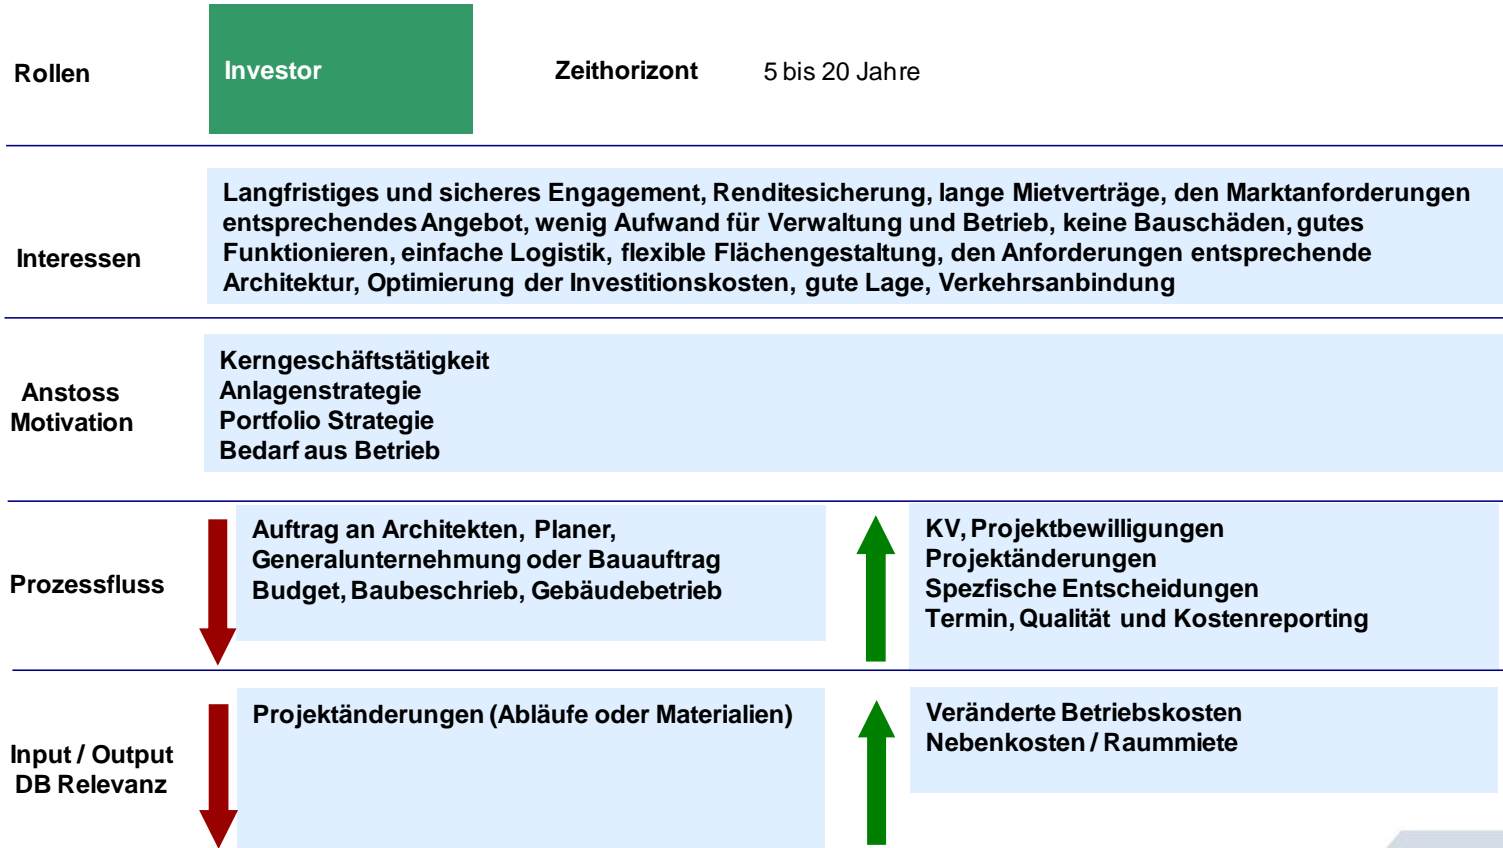 Rollen
Investor
Zeithorizont
5 bis 20 Jahre
Interessen
Langfristiges und sicheres Engagement, Renditesicherung, lange Mietverträge, den Marktanforderungen
entsprechendes Angebot, wenig Aufwand für Verwaltung und Betrieb, keine Bauschäden, gutes
Funktionieren, einfache Logistik, flexible Flächengestaltung, den Anforderungen entsprechende
Architektur, Optimierung der Investitionskosten, gute Lage, Verkehrsanbindung
Anstoss
Motivation
Kerngeschäftstätigkeit
Anlagenstrategie
Portfolio Strategie
Bedarf aus Betrieb
Prozessfluss
Auftrag an Architekten, Planer,
Generalunternehmung oder Bauauftrag
Budget, Baubeschrieb, Gebäudebetrieb
KV, Projektbewilligungen
Projektänderungen
Spezfische Entscheidungen
Termin, Qualität und Kostenreporting
Input / Output
DB Relevanz
Projektänderungen (Abläufe oder Materialien)
Veränderte Betriebskosten
Nebenkosten / Raummiete